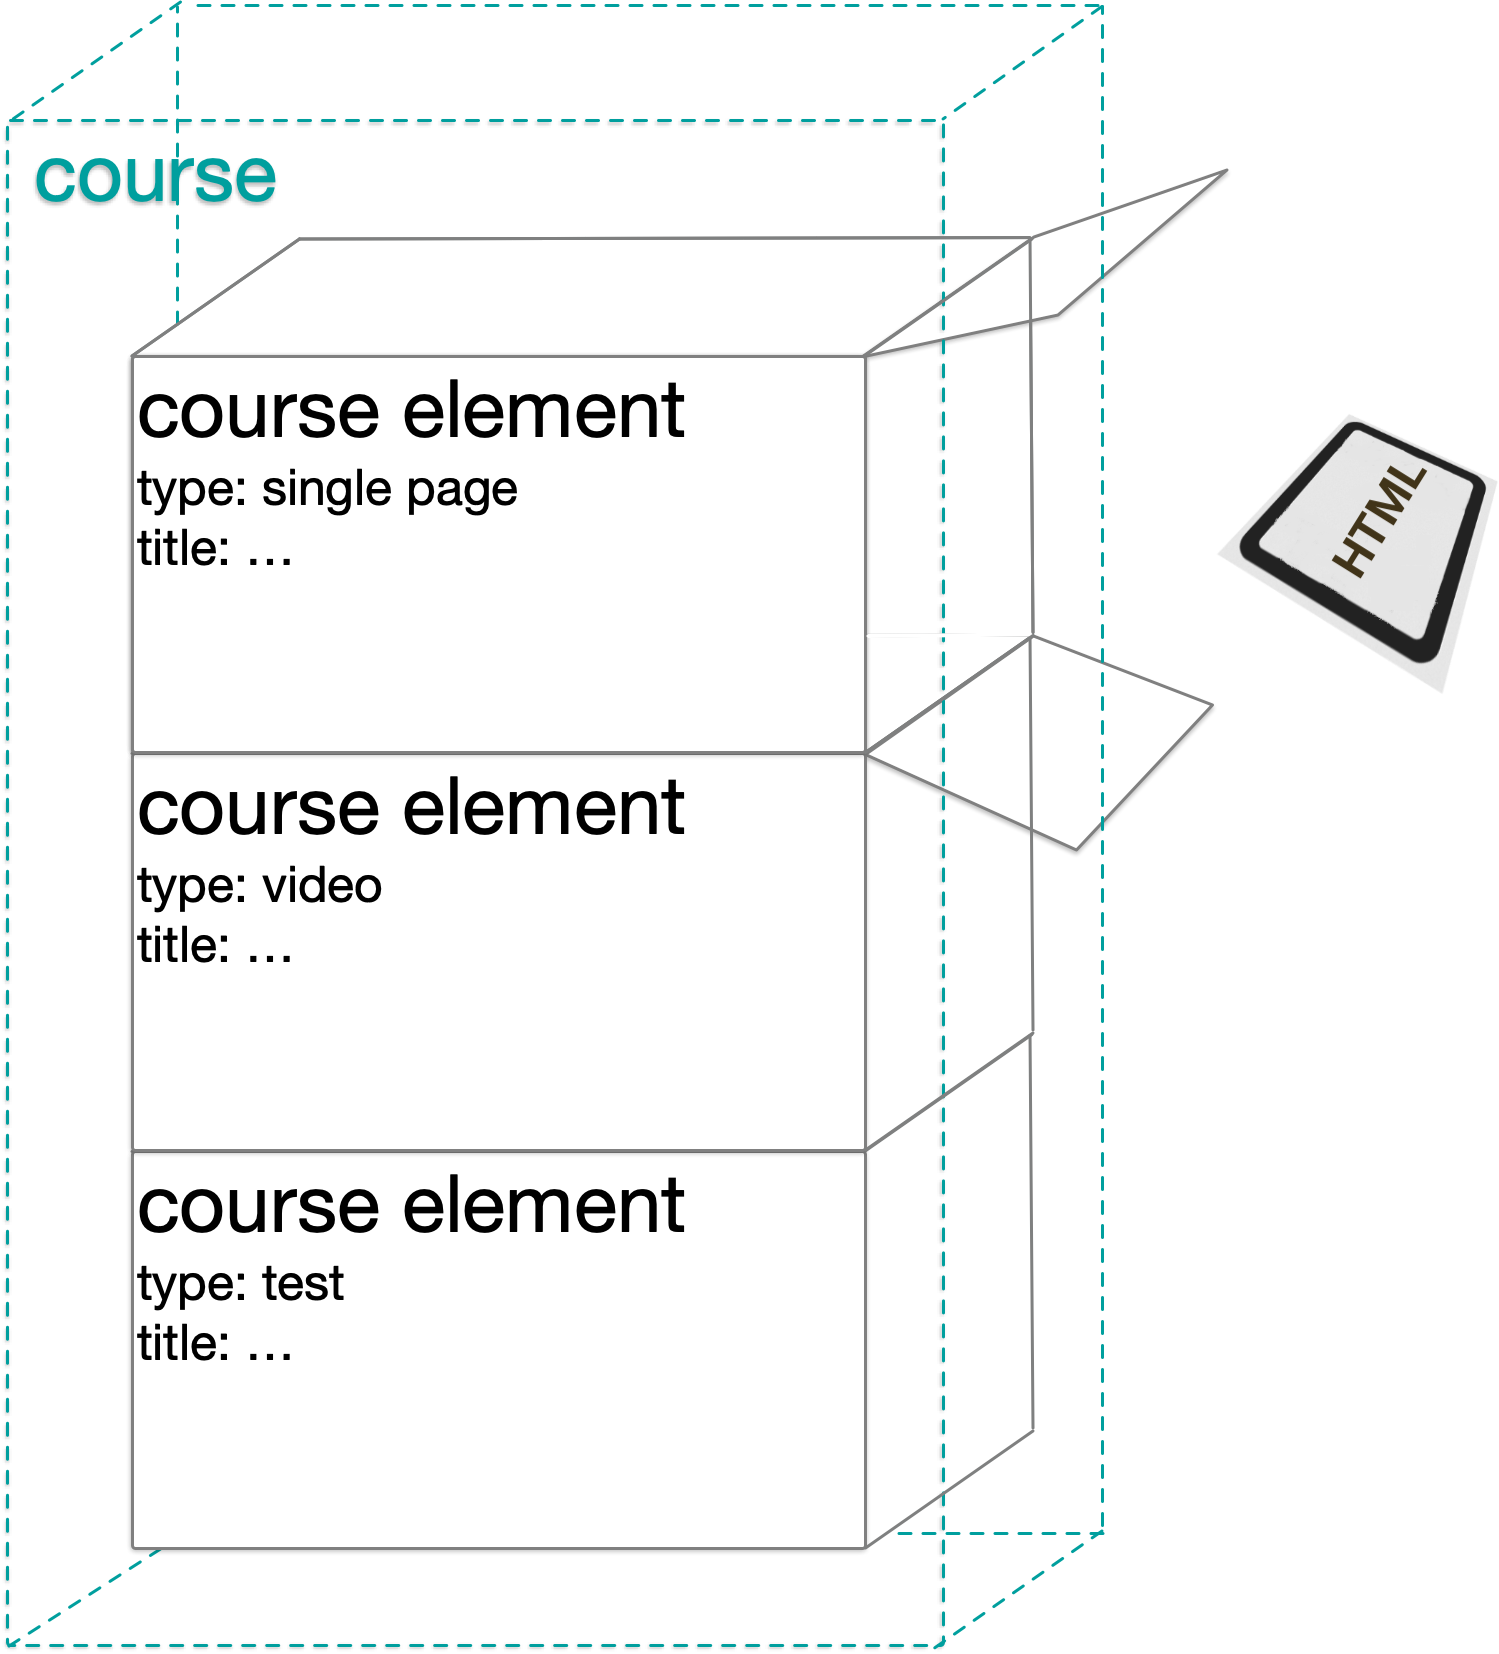 course
course element
type: single page
title: …
HTML
course element
type: video
title: …
course element
type: test
title: …